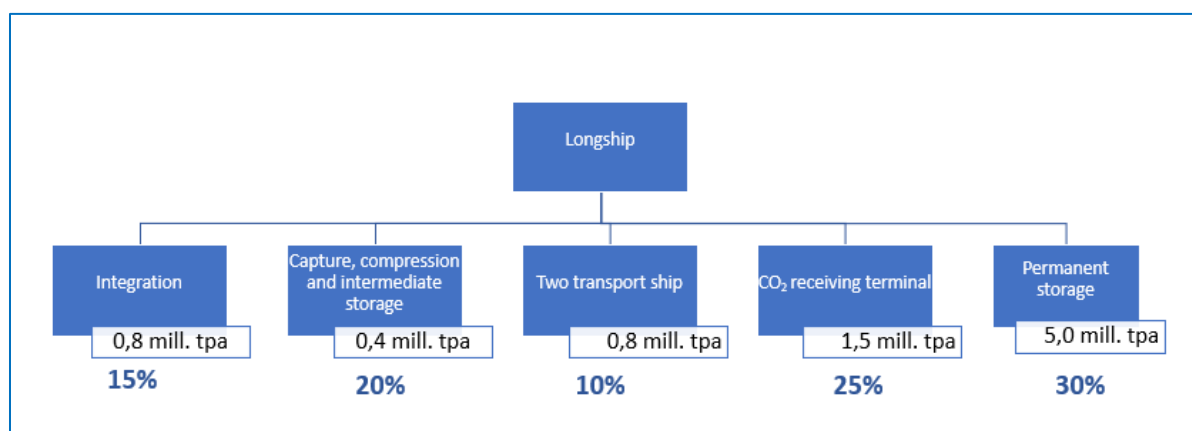 Longship
Integration
Capture, compression
and intermediate
storage
Two transport ship
CO₂ receiving terminal
Permanent
storage
0,8 mill. tpa
0,4 mill. tpa
0,8 mill. tpa
1,5 mill. tpa
5,0 mill. tpa
15%
20%
10%
25%
30%